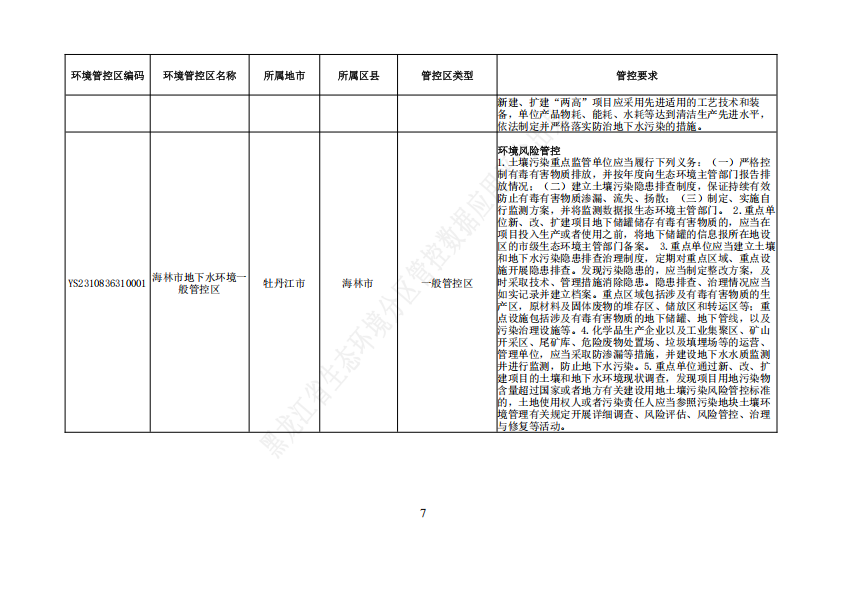 环境管控区编码 环境管控区名称 所属地市 所属区县 管控区类型 管控要求
新建、扩建“两高”项目应采用先进适用的工艺技术和装
备，单位产品物耗、能耗、水耗等达到清洁生产先进水平，
依法制定并严格落实防治地下水污染的措施。
YS2310836310001
海林市地下水环境一
般管控区
牡丹江市
海林市
一般管控区
环境风险管控
1.土壤污染重点监管单位应当履行下列义务：（一）严格控
制有毒有害物质排放，并按年度向生态环境主管部门报告排
放情况；（二）建立土壤污染隐患排查制度，保证持续有效
防止有毒有害物质渗漏、流失、扬散；（三）制定、实施自
行监测方案，并将监测数据报生态环境主管部门。 2.重点单
位新、改、扩建项目地下储罐储存有毒有害物质的，应当在
项目投入生产或者使用之前，将地下储罐的信息报所在地设
区的市级生态环境主管部门备案。 3.重点单位应当建立土壤
和地下水污染隐患排查治理制度，定期对重点区域、重点设
施开展隐患排查。发现污染隐患的，应当制定整改方案，及
时采取技术、管理措施消除隐患。隐患排查、治理情况应当
如实记录并建立档案。重点区域包括涉及有毒有害物质的生
产区，原材料及固体废物的堆存区、储放区和转运区等；重
点设施包括涉及有毒有害物质的地下储罐、地下管线，以及
污染治理设施等。4.化学品生产企业以及工业集聚区、矿山
开采区、尾矿库、危险废物处置场、垃圾填埋场等的运营、
管理单位，应当采取防渗漏等措施，并建设地下水水质监测
井进行监测，防止地下水污染。5.重点单位通过新、改、扩
建项目的土壤和地下水环境现状调查，发现项目用地污染物
含量超过国家或者地方有关建设用地土壤污染风险管控标准
的，土地使用权人或者污染责任人应当参照污染地块土壤环
境管理有关规定开展详细调查、风险评估、风险管控、治理
与修复等活动。
黑龙江省生态环境分区管控数据应用
7